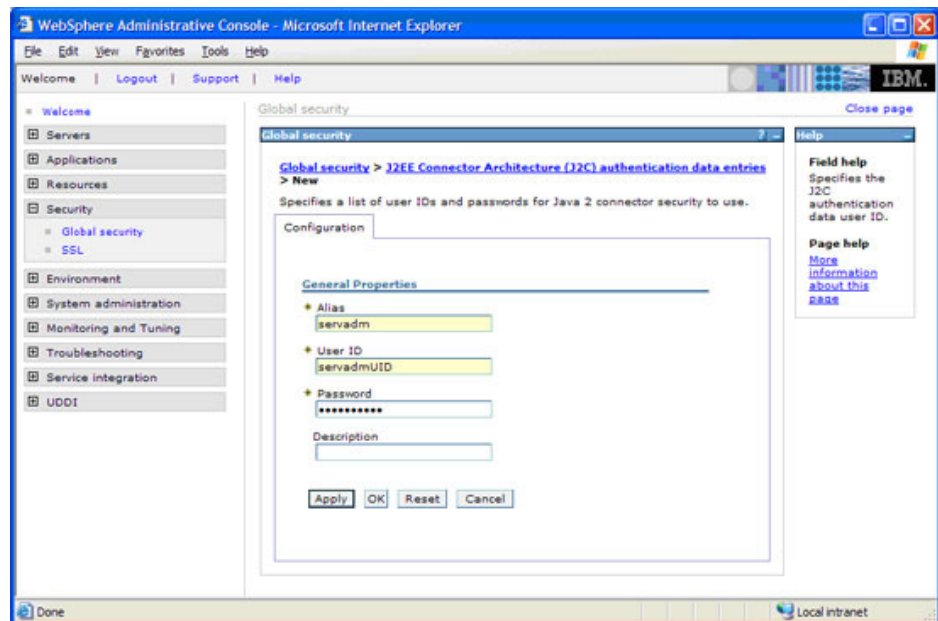 WebSphere Administrative Console - Microsoft Internet Explorer
File Edit View Favorites Tools Help
Welcome | Logout | Support | Help
IBM.
Welcome
Servers
Applications
Resources
Security
Global security
SSL
Environment
System administration
Monitoring and Tuning
Troubleshooting
Service integration
UDDI
Global security
Close page
Global security ? -
Global security > J2EE Connector Architecture (J2C) authentication data entries
> New
Specifies a list of user IDs and passwords for Java 2 connector security to use.
Configuration
General Properties
* Alias
servadm
* User ID
servadmUID
* Password
••••••••••
Description
Apply OK Reset Cancel
Help -
Field help
Specifies the
J2C
authentication
data user ID.
Page help
More
information
about this
page
Done
Local intranet